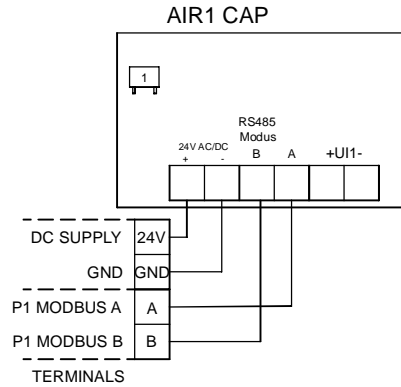 AIR1 CAP
1
RS485
Modus
24V AC/DC
+ - B A +UI1-
DC SUPPLY 24V
GND GND
P1 MODBUS A A
P1 MODBUS B B
TERMINALS